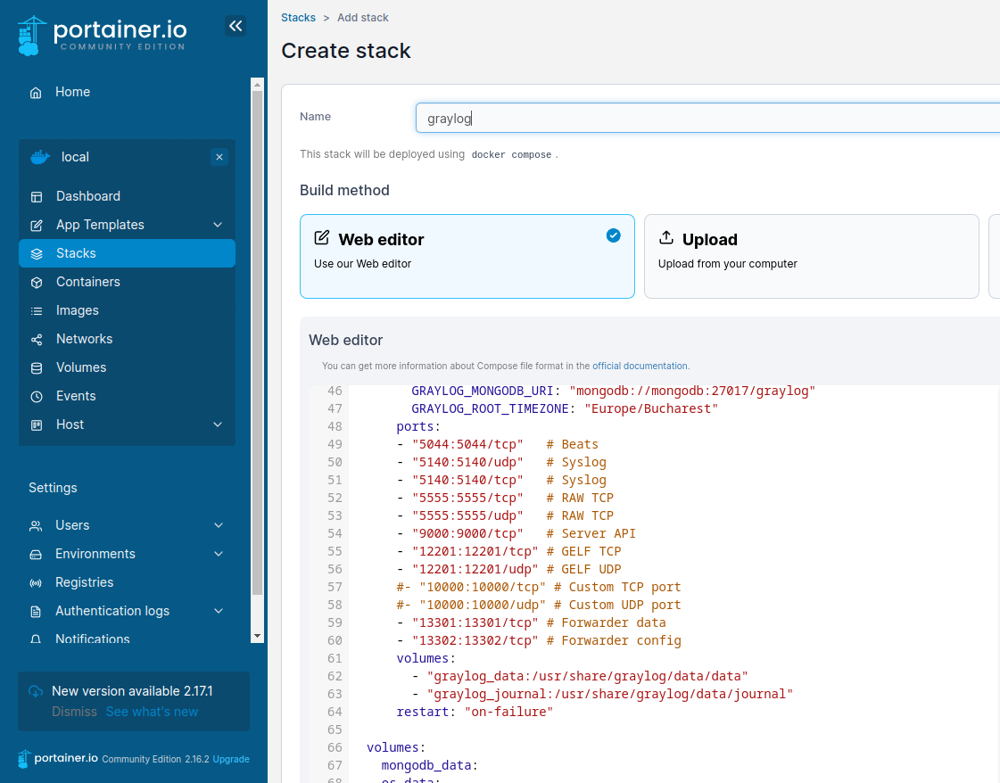 portainer.io
COMMUNITY EDITION
Home
local
Dashboard
App Templates
Stacks
Containers
Images
Networks
Volumes
Events
Host
Settings
Users
Environments
Registries
Authentication logs
Notifications
New version available 2.17.1
Dismiss See what's new
portainer.io Community Edition 2.16.2 Upgrade
Stacks > Add stack
Create stack
Name
graylog
This stack will be deployed using docker compose .
Build method
Web editor
Use our Web editor
Upload
Upload from your computer
Web editor
You can get more information about Compose file format in the official documentation.
46 GRAYLOG_MONGODB_URI: "mongodb://mongodb:27017/graylog"
47 GRAYLOG_ROOT_TIMEZONE: "Europe/Bucharest"
48 ports:
49 - "5044:5044/tcp" # Beats
50 - "5140:5140/udp" # Syslog
51 - "5140:5140/tcp" # Syslog
52 - "5555:5555/tcp" # RAW TCP
53 - "5555:5555/udp" # RAW TCP
54 - "9000:9000/tcp" # Server API
55 - "12201:12201/tcp" # GELF TCP
56 - "12201:12201/udp" # GELF UDP
57 #- "10000:10000/tcp" # Custom TCP port
58 #- "10000:10000/udp" # Custom UDP port
59 - "13301:13301/tcp" # Forwarder data
60 - "13302:13302/tcp" # Forwarder config
61 volumes:
62 - "graylog_data:/usr/share/graylog/data/data"
63 - "graylog_journal:/usr/share/graylog/data/journal"
64 restart: "on-failure"
65
66 volumes:
67 mongodb_data:
68 os_data: